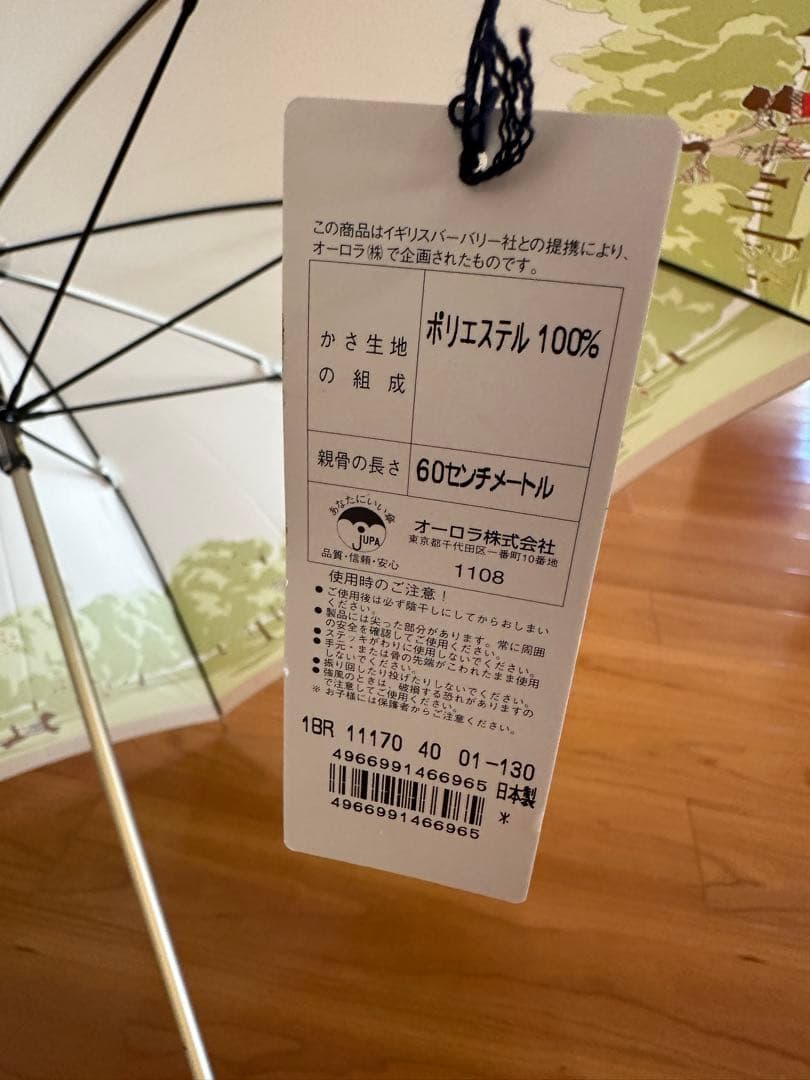 この商品はイギリスバーバリー社との提携により、
オーロラ㈱で企画されたものです。
かさ生地
の組成
ポリエステル 100%
親骨の長さ
60センチメートル
あなたにいい傘
JUPA
品質・信頼・安心
オーロラ株式会社
東京都千代田区一番町10番地
1108
使用時のご注意！
●ご使用後は必ず陰干しにしてからおしまい
ください。
●製品には尖った部分があります。常に周囲
の安全を確認してご使用ください。
●ステッキがわりに使用しないでください。
●手元・または骨の先端がこわれたまま使用
しないでください。
●振り回したり投げたりしないでください。
●強風のときは、破損する恐れがありますの
で注意してご使用ください。
※お子様には保護者からご注意ください。
1BR 11170 40 01-130
4966991466965 日本製
4966991466965 ⽶